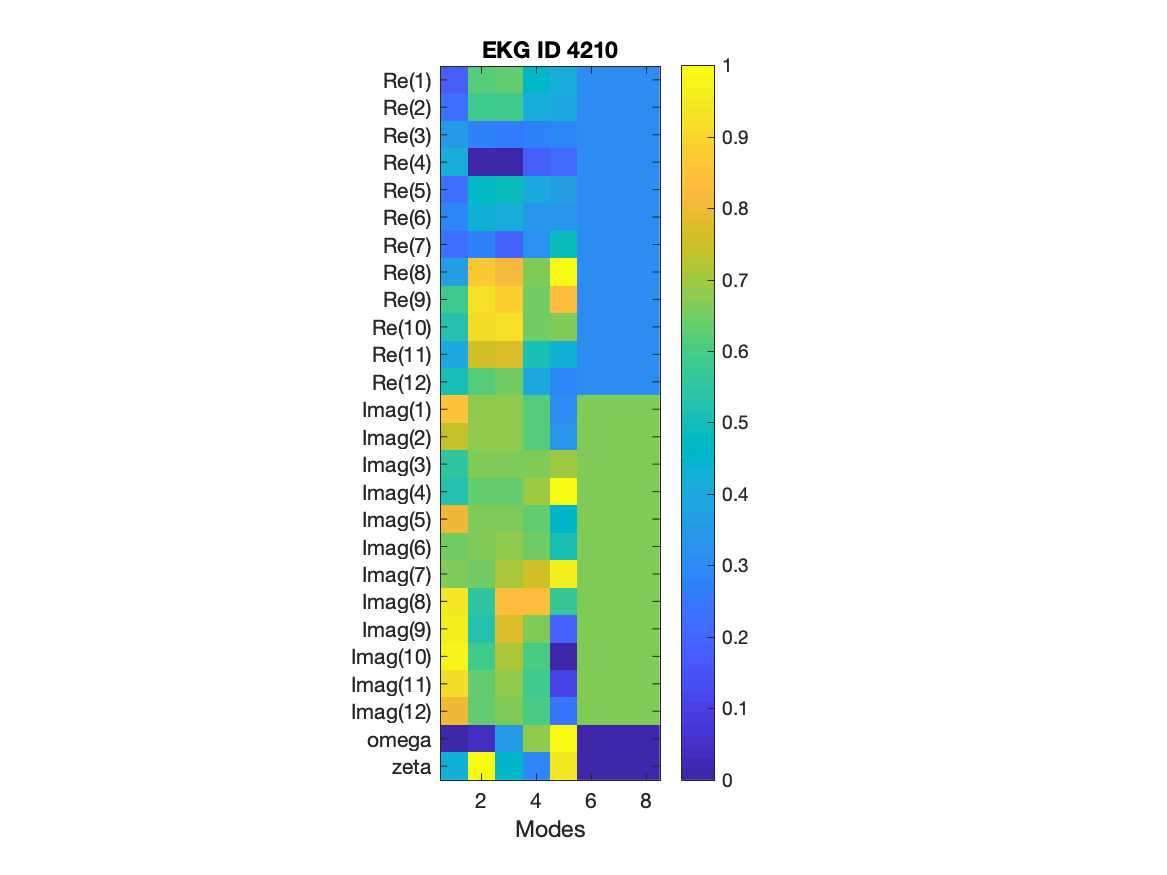 EKG ID 4210
Re(1)
Re(2)
Re(3)
Re(4)
Re(5)
Re(6)
Re(7)
Re(8)
Re(9)
Re(10)
Re(11)
Re(12)
Imag(1)
Imag(2)
Imag(3)
Imag(4)
Imag(5)
Imag(6)
Imag(7)
Imag(8)
Imag(9)
Imag(10)
Imag(11)
Imag(12)
omega
zeta
2 4 6 8
Modes
1
0.9
0.8
0.7
0.6
0.5
0.4
0.3
0.2
0.1
0